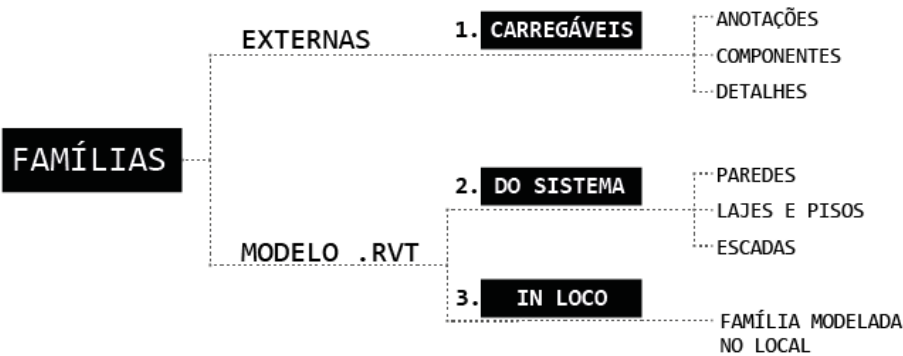 FAMÍLIAS
EXTERNAS
1. CARREGÁVEIS
ANOTAÇÕES
COMPONENTES
DETALHES
MODELO .RVT
2. DO SISTEMA
PAREDES
LAJES E PISOS
ESCADAS
3. IN LOCO
FAMÍLIA MODELADA
NO LOCAL